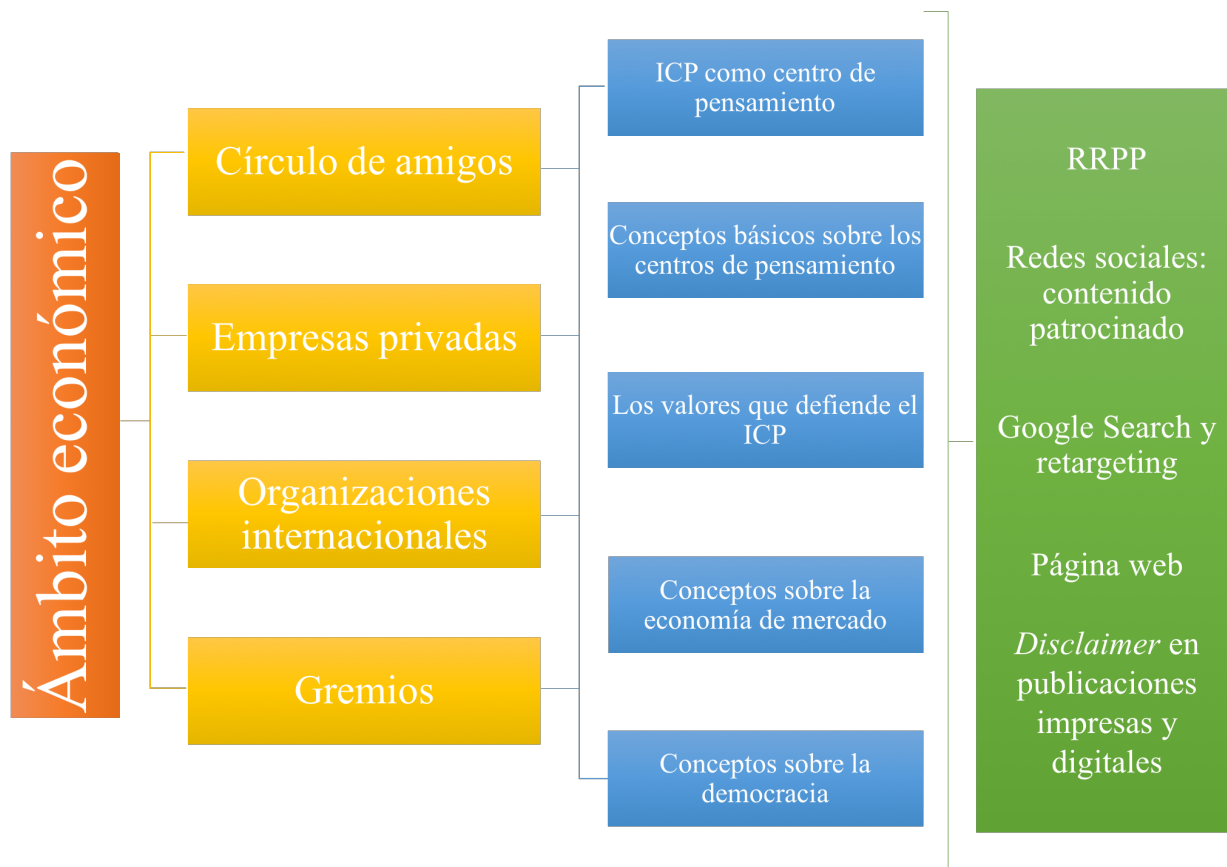 Ámbito económico
Círculo de amigos
Empresas privadas
Organizaciones
internacionales
Gremios
ICP como centro de
pensamiento
Conceptos básicos sobre los
centros de pensamiento
Los valores que defiende el
ICP
Conceptos sobre la
economía de mercado
Conceptos sobre la
democracia
RRPP
Redes sociales:
contenido
patrocinado
Google Search y
retargeting
Página web
Disclaimer en
publicaciones
impresas y
digitales